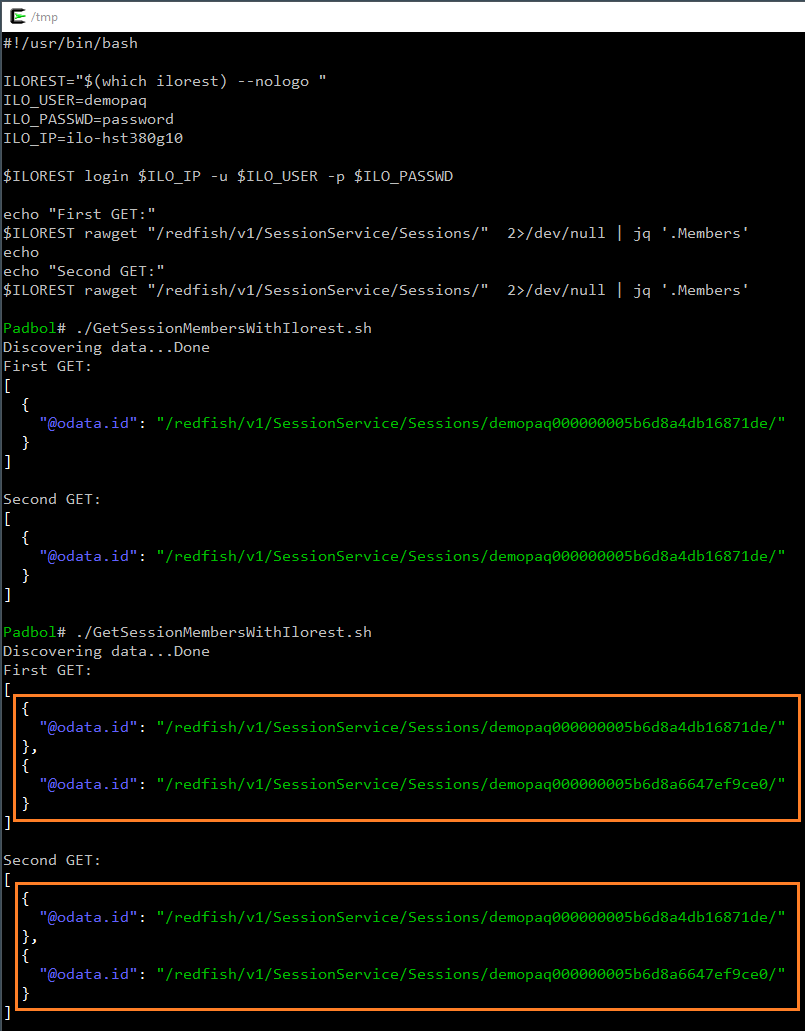 /tmp
#!/usr/bin/bash
ILOREST="$(which ilorest) --nologo "
ILO_USER=demopaq
ILO_PASSWD=password
ILO_IP=ilo-hst380g10
$ILOREST login $ILO_IP -u $ILO_USER -p $ILO_PASSWD
echo "First GET:"
$ILOREST rawget "/redfish/v1/SessionService/Sessions/"  2>/dev/null | jq '.Members'
echo
echo "Second GET:"
$ILOREST rawget "/redfish/v1/SessionService/Sessions/"  2>/dev/null | jq '.Members'
Padbol# ./GetSessionMembersWithIlorest.sh
Discovering data...Done
First GET:
[
  {
    "@odata.id": "/redfish/v1/SessionService/Sessions/demopaq000000005b6d8a4db16871de/"
  }
]
Second GET:
[
  {
    "@odata.id": "/redfish/v1/SessionService/Sessions/demopaq000000005b6d8a4db16871de/"
  }
]
Padbol# ./GetSessionMembersWithIlorest.sh
Discovering data...Done
First GET:
[
  {
    "@odata.id": "/redfish/v1/SessionService/Sessions/demopaq000000005b6d8a4db16871de/"
  },
  {
    "@odata.id": "/redfish/v1/SessionService/Sessions/demopaq000000005b6d8a6647ef9ce0/"
  }
]
Second GET:
[
  {
    "@odata.id": "/redfish/v1/SessionService/Sessions/demopaq000000005b6d8a4db16871de/"
  },
  {
    "@odata.id": "/redfish/v1/SessionService/Sessions/demopaq000000005b6d8a6647ef9ce0/"
  }
]